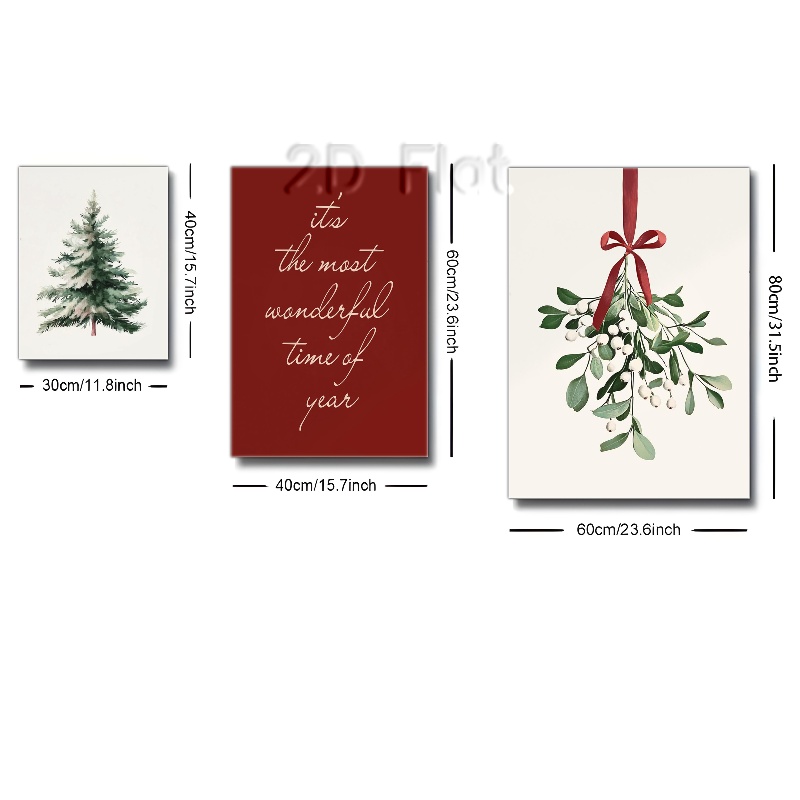 2D Flat
it's
the most
wonderful
time of
year
40cm/15.7inch
30cm/11.8inch
60cm/23.6inch
40cm/15.7inch
80cm/31.5inch
60cm/23.6inch